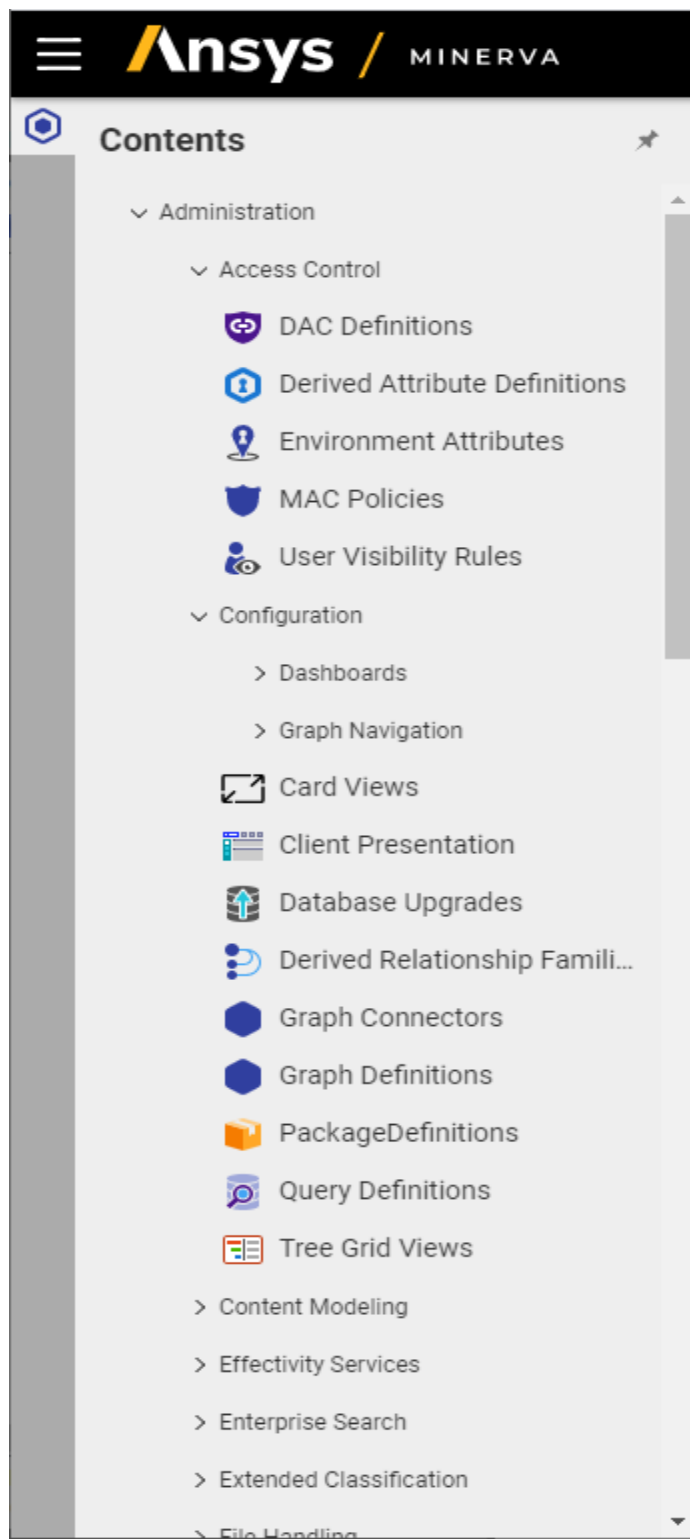 Ansys / MINERVA
Contents
Administration
Access Control
DAC Definitions
Derived Attribute Definitions
Environment Attributes
MAC Policies
User Visibility Rules
Configuration
Dashboards
Graph Navigation
Card Views
Client Presentation
Database Upgrades
Derived Relationship Famili...
Graph Connectors
Graph Definitions
PackageDefinitions
Query Definitions
Tree Grid Views
Content Modeling
Effectivity Services
Enterprise Search
Extended Classification
File Handling